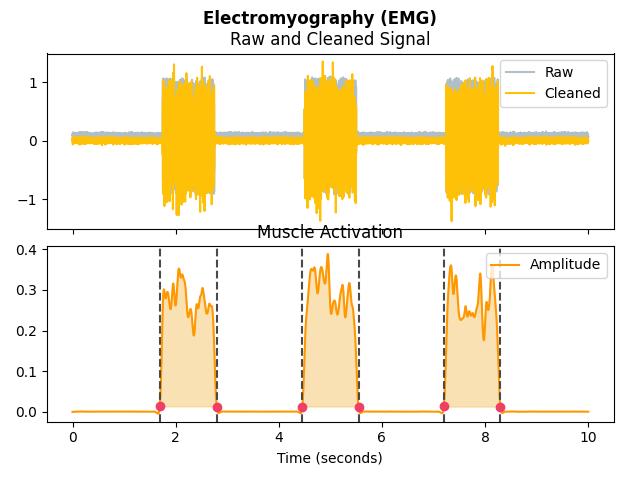 Electromyography (EMG)
Raw and Cleaned Signal
Raw
Cleaned
1
0
−1
Muscle Activation
Amplitude
0.4
0.3
0.2
0.1
0.0
0 2 4 6 8 10
Time (seconds)